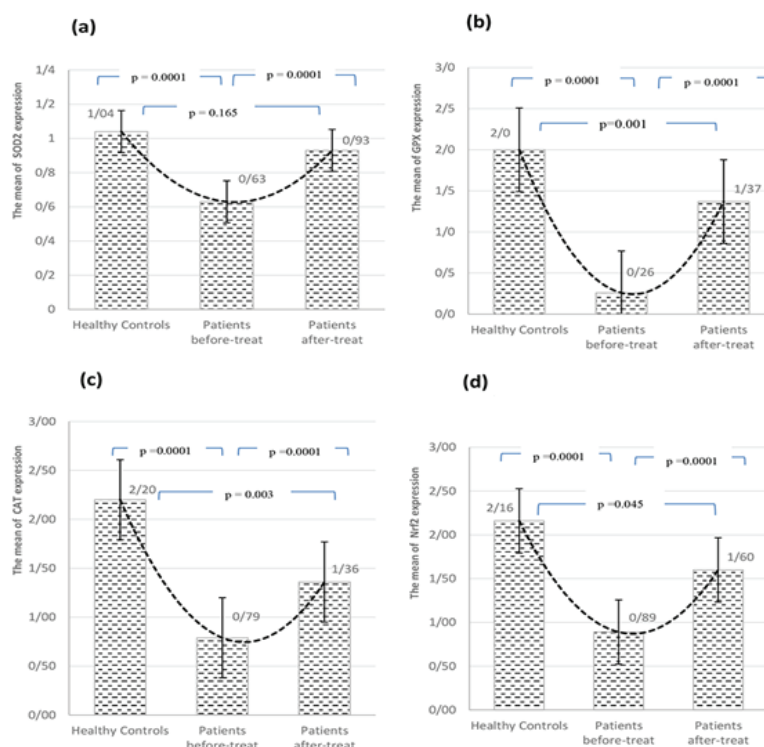 (a)
The mean of SOD2 expression
1/4
1/2
1
0/8
0/6
0/4
0/2
0
p = 0.0001
p = 0.0001
p = 0.165
1/04
0/63
0/93
Healthy Controls
Patients
before-treat
Patients
after-treat
(b)
The mean of GPX expression
3/0
2/5
2/0
1/5
1/0
0/5
0/0
p = 0.0001
p = 0.0001
p=0.001
2/0
0/26
1/37
Healthy Controls
Patients
before-treat
Patients
after-treat
(c)
The mean of CAT expression
3/00
2/50
2/00
1/50
1/00
0/50
0/00
p =0.0001
p =0.0001
p = 0.003
2/20
0/79
1/36
Healthy Controls
Patients
before-treat
Patients
after-treat
(d)
The mean of Nrf2 expression
3/00
2/50
2/00
1/50
1/00
0/50
0/00
p =0.0001
p =0.0001
p =0.045
2/16
0/89
1/60
Healthy Controls
Patients
before-treat
Patients
after-treat